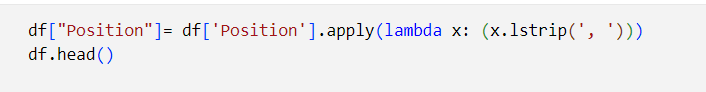 df["Position"]= df['Position'].apply(lambda x: (x.lstrip(', ')))
df.head()